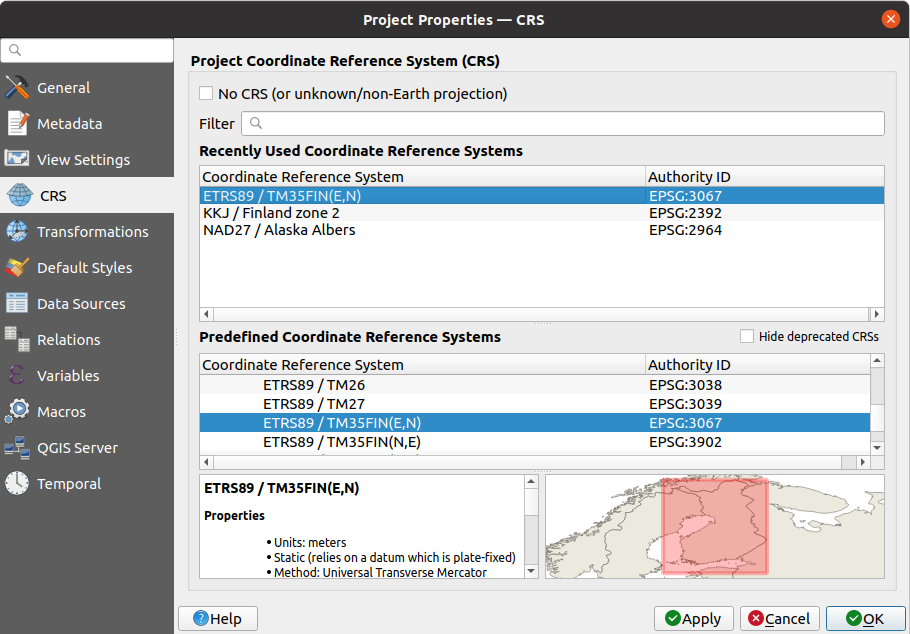 Project Properties — CRS
General
Metadata
View Settings
CRS
Transformations
Default Styles
Data Sources
Relations
Variables
Macros
QGIS Server
Temporal
Project Coordinate Reference System (CRS)
No CRS (or unknown/non-Earth projection)
Filter
Recently Used Coordinate Reference Systems
Coordinate Reference System Authority ID
ETRS89 / TM35FIN(E,N) EPSG:3067
KKJ / Finland zone 2 EPSG:2392
NAD27 / Alaska Albers EPSG:2964
Predefined Coordinate Reference Systems Hide deprecated CRSs
Coordinate Reference System Authority ID
ETRS89 / TM26 EPSG:3038
ETRS89 / TM27 EPSG:3039
ETRS89 / TM35FIN(E,N) EPSG:3067
ETRS89 / TM35FIN(N,E) EPSG:3902
ETRS89 / TM35FIN(E,N)
Properties
• Units: meters
• Static (relies on a datum which is plate-fixed)
• Method: Universal Transverse Mercator
Help Apply Cancel OK